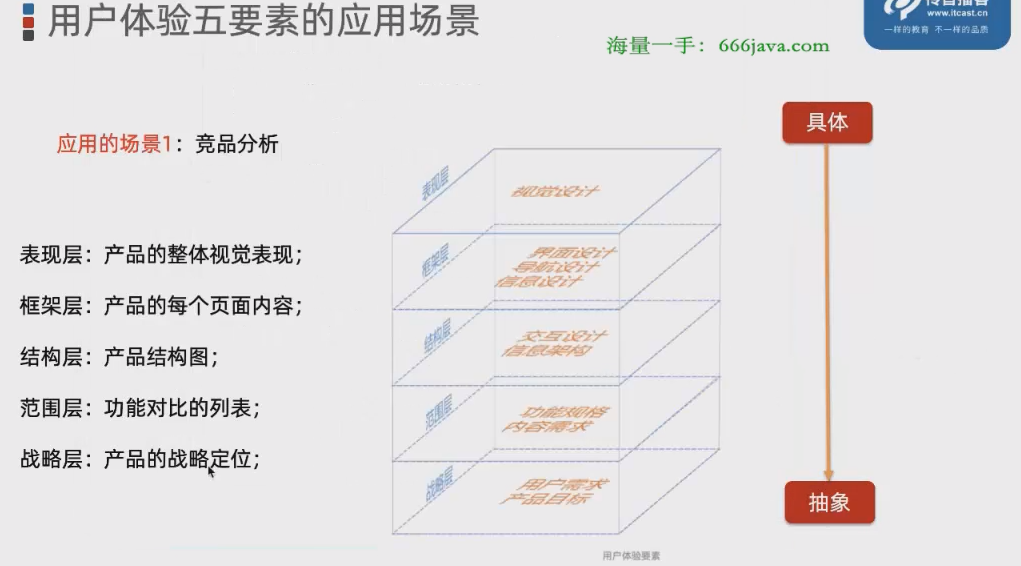 用户体验五要素的应用场景
www.itcast.cn
一样的教育 不一样的品质
海量一手：666java.com
应用的场景1：竞品分析
表现层：产品的整体视觉表现；
框架层：产品的每个页面内容；
结构层：产品结构图；
范围层：功能对比的列表；
战略层：产品的战略定位；
表现层
视觉设计
框架层
界面设计
导航设计
信息设计
结构层
交互设计
信息架构
范围层
功能规格
内容需求
战略层
用户需求
产品目标
用户体验要素
具体
抽象